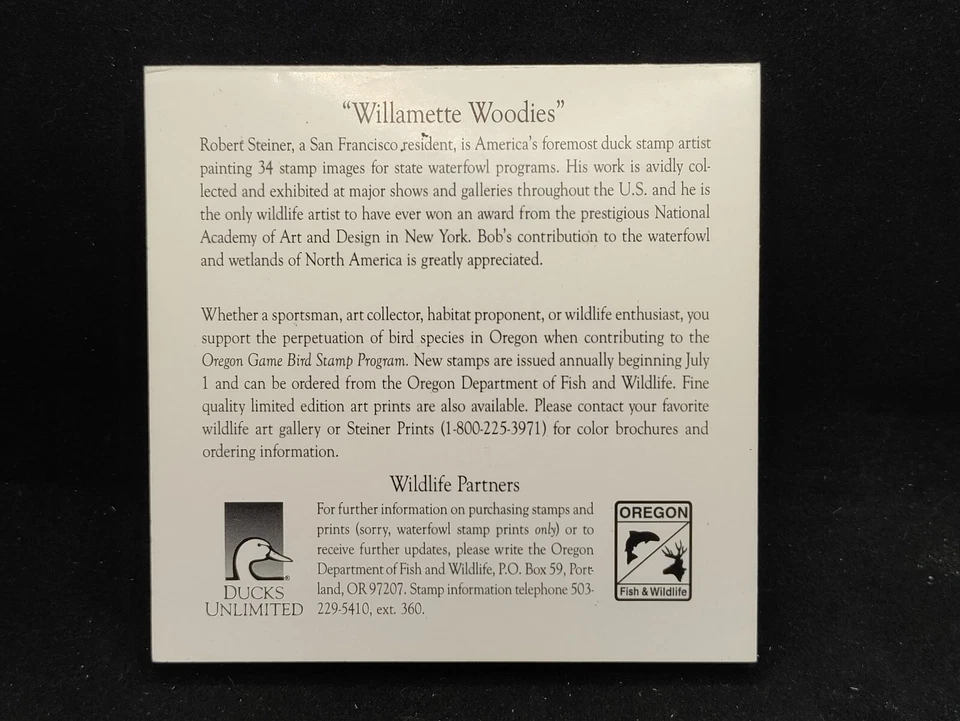 “Willamette Woodies”
Robert Steiner, a San Francisco resident, is America's foremost duck stamp artist
painting 34 stamp images for state waterfowl programs. His work is avidly col-
lected and exhibited at major shows and galleries throughout the U.S. and he is
the only wildlife artist to have ever won an award from the prestigious National
Academy of Art and Design in New York. Bob's contribution to the waterfowl
and wetlands of North America is greatly appreciated.
Whether a sportsman, art collector, habitat proponent, or wildlife enthusiast, you
support the perpetuation of bird species in Oregon when contributing to the
Oregon Game Bird Stamp Program. New stamps are issued annually beginning July
1 and can be ordered from the Oregon Department of Fish and Wildlife. Fine
quality limited edition art prints are also available. Please contact your favorite
wildlife art gallery or Steiner Prints (1-800-225-3971) for color brochures and
ordering information.
Wildlife Partners
For further information on purchasing stamps and
prints (sorry, waterfowl stamp prints only) or to
receive further updates, please write the Oregon
Department of Fish and Wildlife, P.O. Box 59, Port-
land, OR 97207. Stamp information telephone 503-
229-5410, ext. 360.
®
DUCKS
UNLIMITED
OREGON
Fish & Wildlife